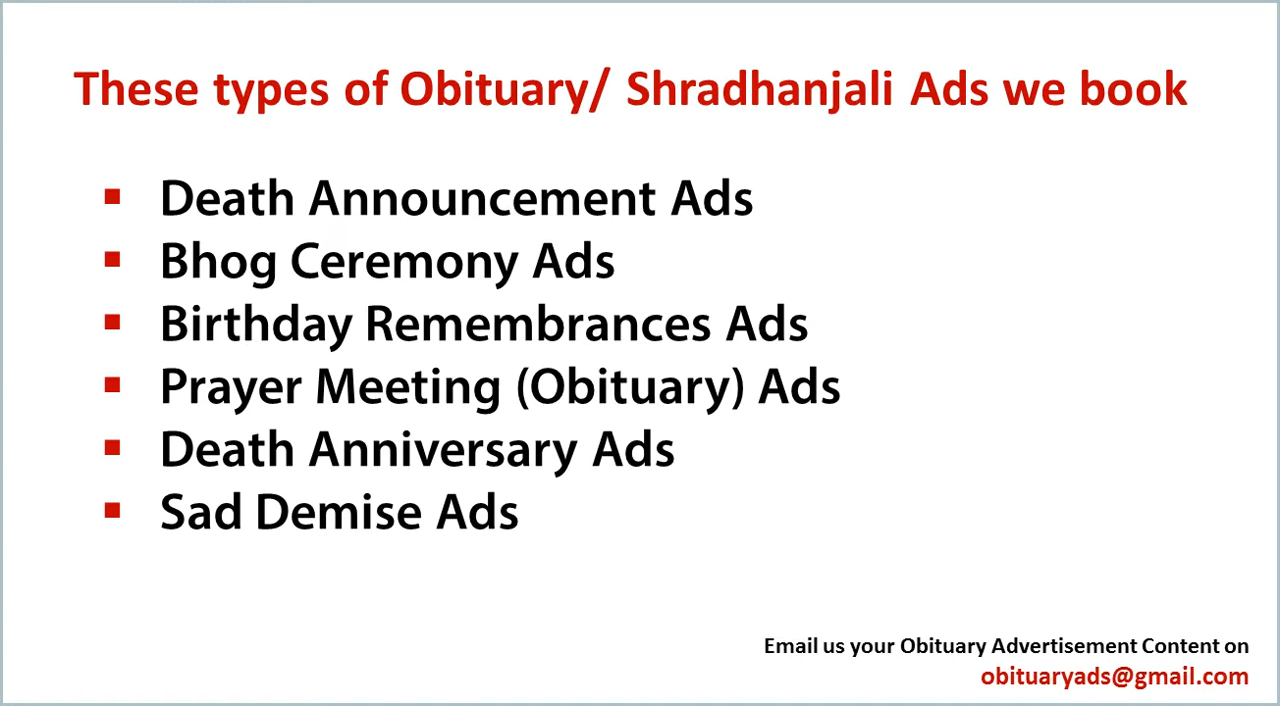 These types of Obituary/ Shradhanjali Ads we book
Death Announcement Ads
Bhog Ceremony Ads
Birthday Remembrances Ads
Prayer Meeting (Obituary) Ads
Death Anniversary Ads
Sad Demise Ads
Email us your Obituary Advertisement Content on
obituaryads@gmail.com